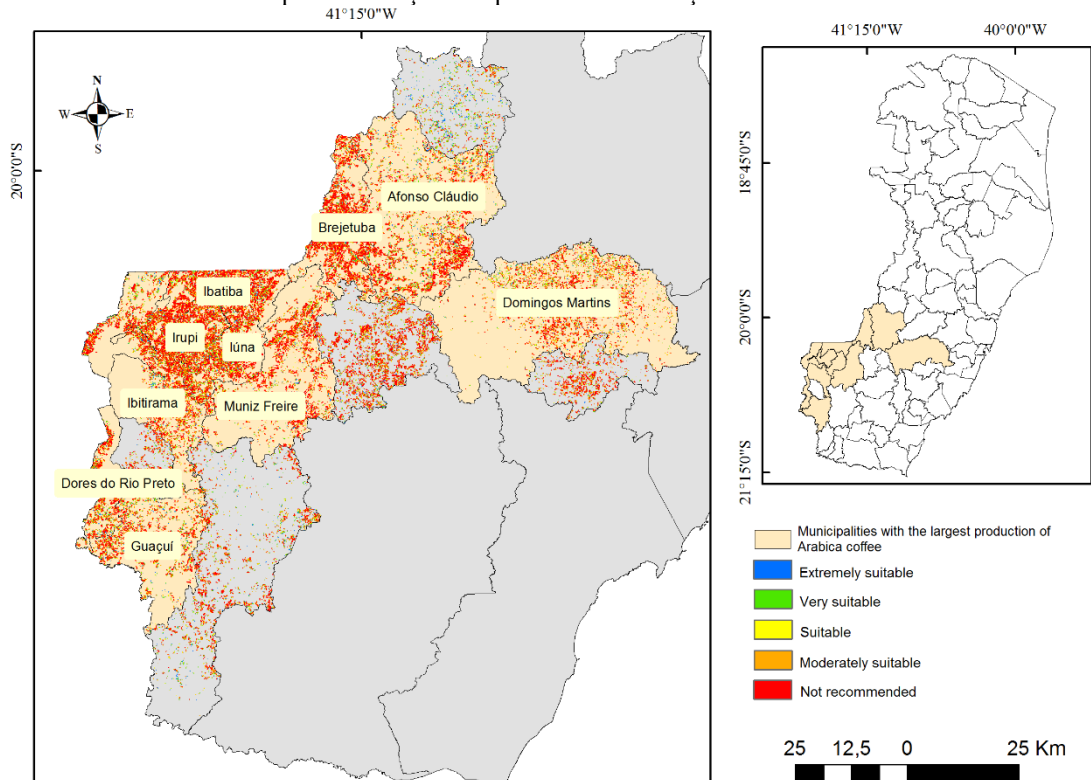 41°15'0"W
20°0'0"S
N
W
E
S
Afonso Cláudio
Brejetuba
Ibatiba
Domingos Martins
Irupi
Iúna
Ibitirama
Muniz Freire
Dores do Rio Preto
Guaçuí
41°15'0"W
40°0'0"W
18°45'0"S
20°0'0"S
21°15'0"S
Municipalities with the largest production of
Arabica coffee
Extremely suitable
Very suitable
Suitable
Moderately suitable
Not recommended
25 12,5 0 25 Km